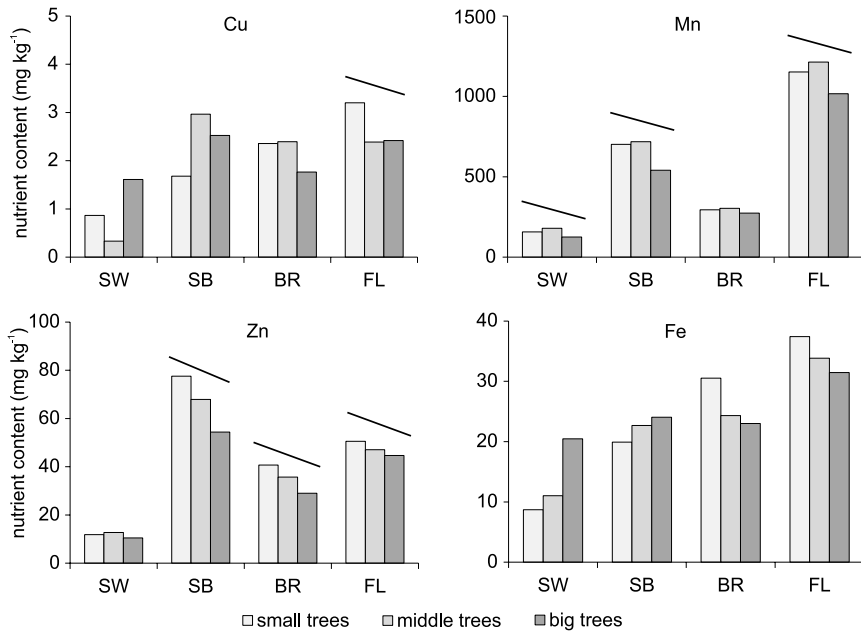 Cu
nutrient content (mg kg⁻¹)
5
4
3
2
1
0
SW SB BR FL
Mn
1500
1000
500
0
SW SB BR FL
Zn
nutrient content (mg kg⁻¹)
100
80
60
40
20
0
SW SB BR FL
Fe
40
30
20
10
0
SW SB BR FL
small trees middle trees big trees